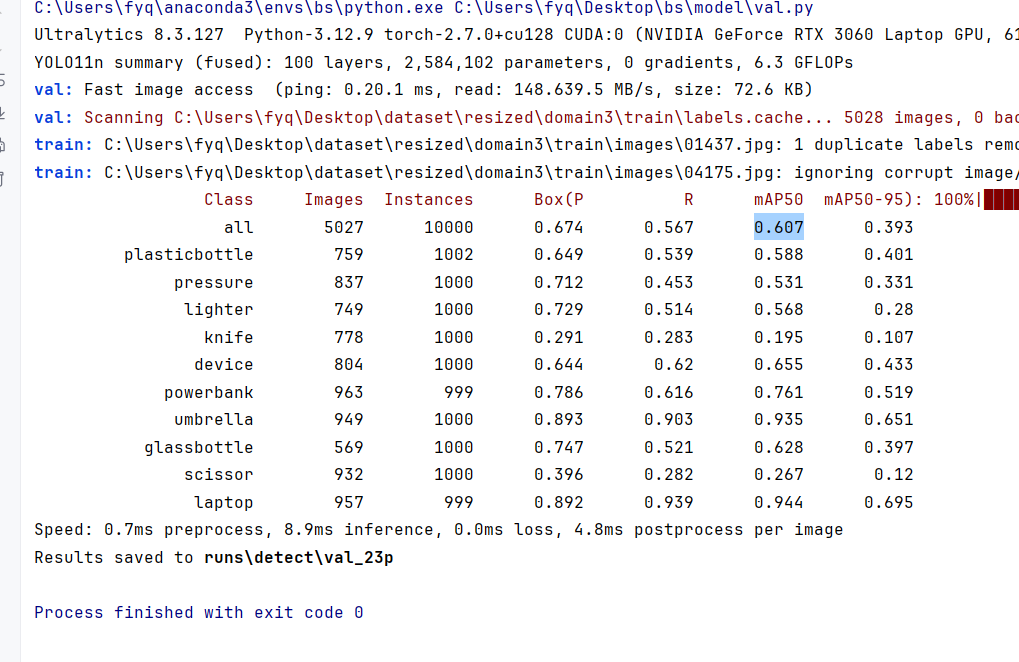 C:\Users\fyq\anaconda3\envs\bs\python.exe C:\Users\fyq\Desktop\bs\model\val.py
Ultralytics 8.3.127  Python-3.12.9 torch-2.7.0+cu128 CUDA:0 (NVIDIA GeForce RTX 3060 Laptop GPU,
YOLO11n summary (fused): 100 layers, 2,584,102 parameters, 0 gradients, 6.3 GFLOPs
val: Fast image access  (ping: 0.20.1 ms, read: 148.639.5 MB/s, size: 72.6 KB)
val: Scanning C:\Users\fyq\Desktop\dataset\resized\domain3\train\labels.cache... 5028 images, 0
train: C:\Users\fyq\Desktop\dataset\resized\domain3\train\images\01437.jpg: 1 duplicate labels
train: C:\Users\fyq\Desktop\dataset\resized\domain3\train\images\04175.jpg: ignoring corrupt image/
Class Images Instances Box(P R mAP50 mAP50-95): 100%|
all 5027 10000 0.674 0.567 0.607 0.393
plasticbottle 759 1002 0.649 0.539 0.588 0.401
pressure 837 1000 0.712 0.453 0.531 0.331
lighter 749 1000 0.729 0.514 0.568 0.28
knife 778 1000 0.291 0.283 0.195 0.107
device 804 1000 0.644 0.62 0.655 0.433
powerbank 963 999 0.786 0.616 0.761 0.519
umbrella 949 1000 0.893 0.903 0.935 0.651
glassbottle 569 1000 0.747 0.521 0.628 0.397
scissor 932 1000 0.396 0.282 0.267 0.12
laptop 957 999 0.892 0.939 0.944 0.695
Speed: 0.7ms preprocess, 8.9ms inference, 0.0ms loss, 4.8ms postprocess per image
Results saved to runs\detect\val_23p
Process finished with exit code 0